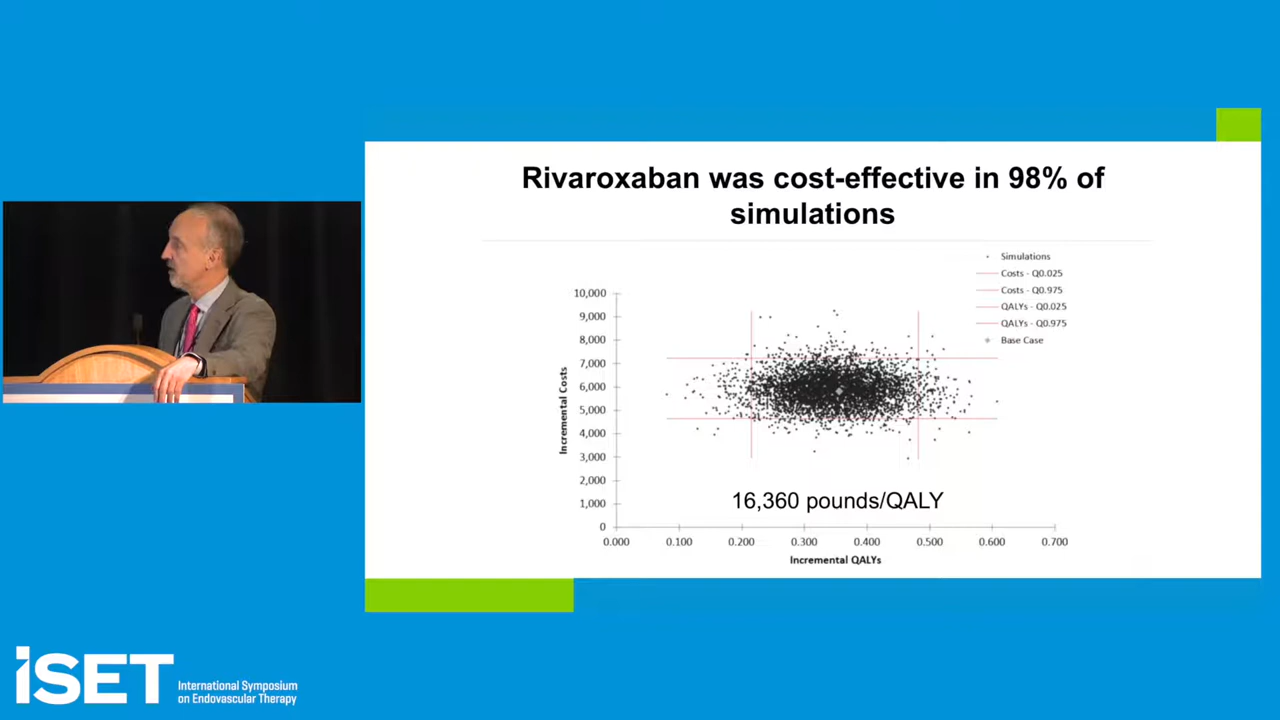 Rivaroxaban was cost-effective in 98% of
simulations
Simulations
Costs - Q0.025
Costs - Q0.975
QALYs - Q0.025
QALYs - Q0.975
Base Case
10,000
9,000
8,000
7,000
6,000
5,000
4,000
3,000
2,000
1,000
0
Incremental Costs
16,360 pounds/QALY
0.000 0.100 0.200 0.300 0.400 0.500 0.600 0.700
Incremental QALYs
iSET
International Symposium
on Endovascular Therapy